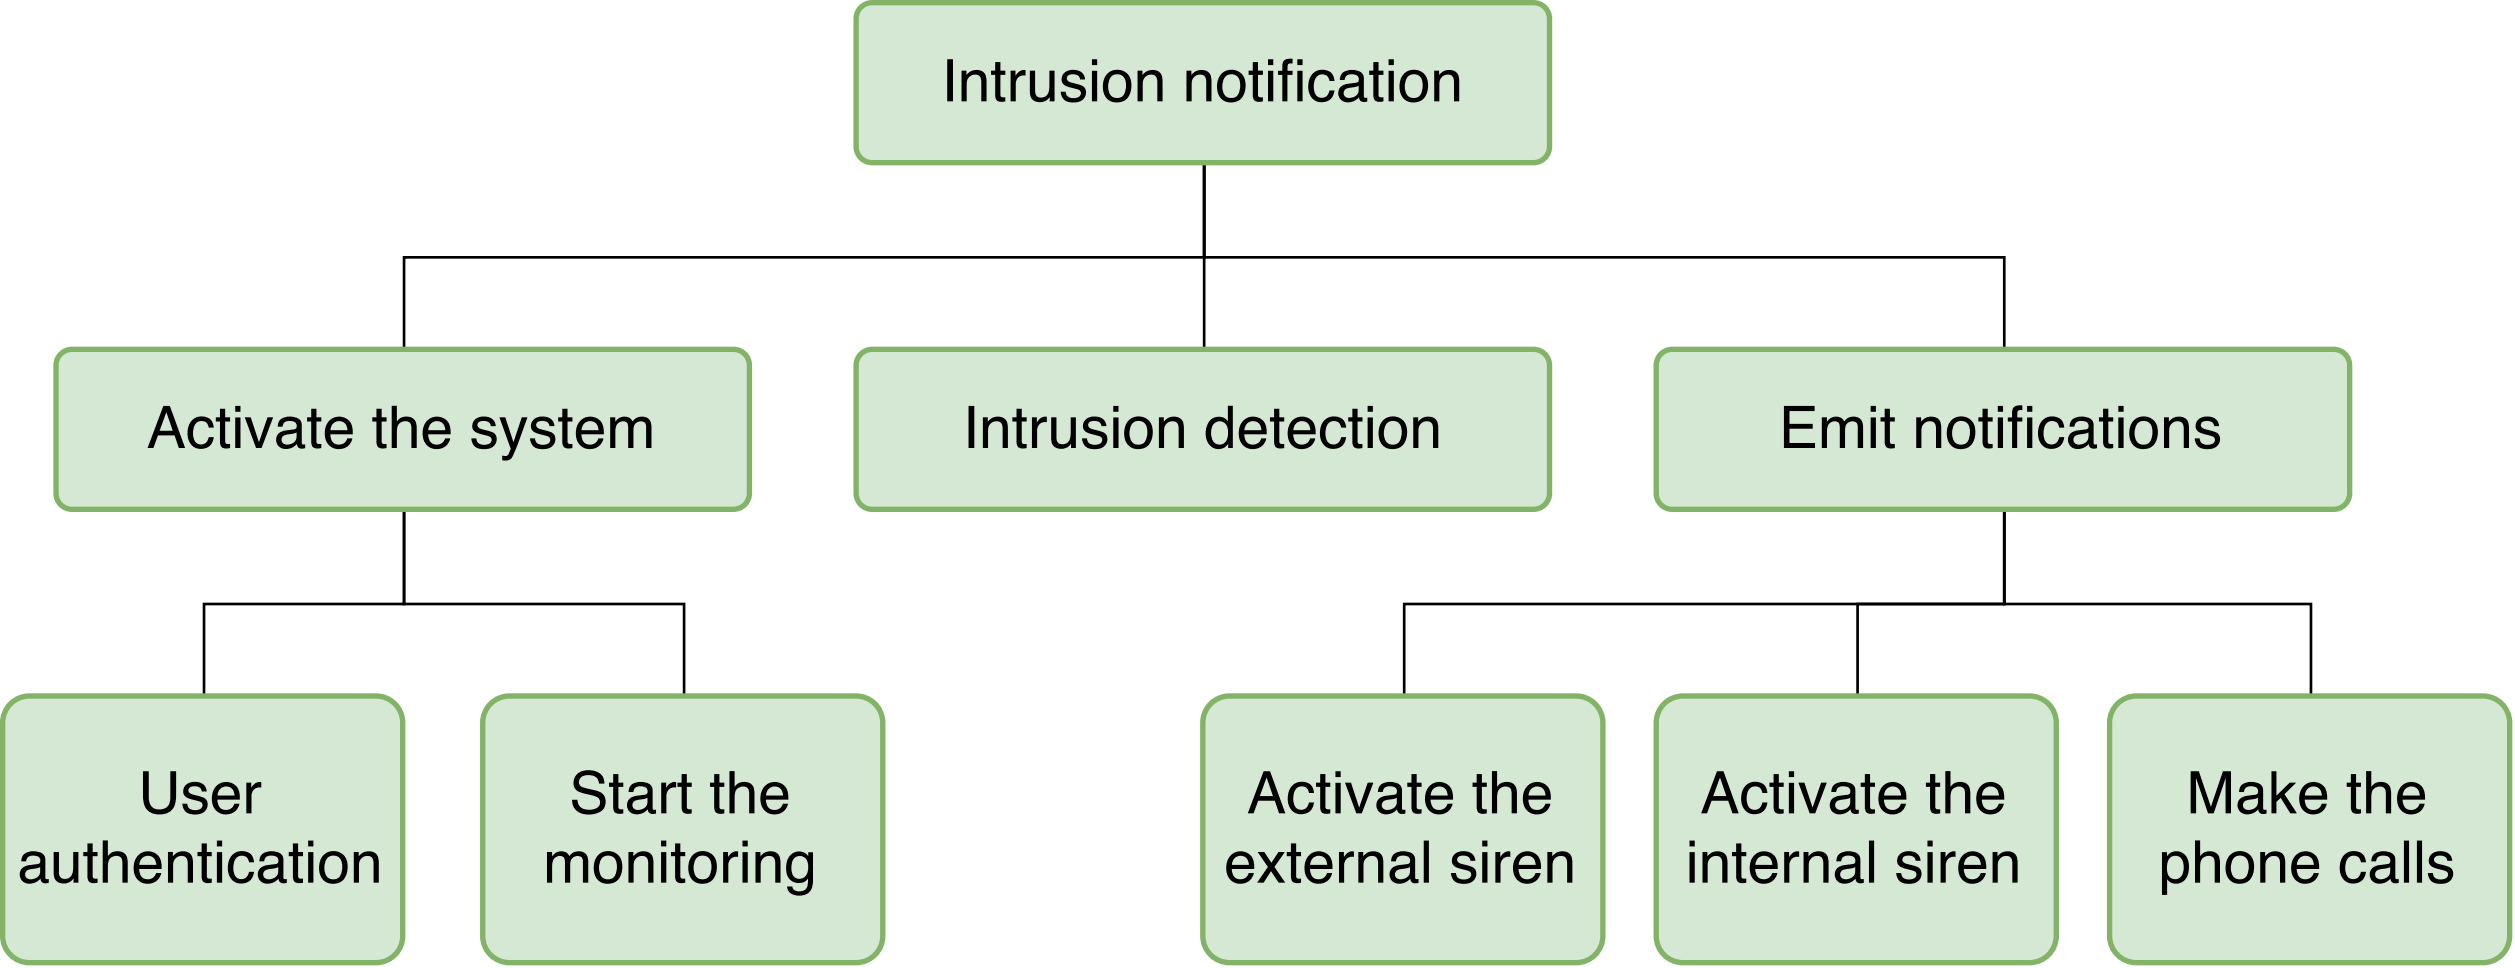 Intrusion notification
Activate the system
Intrusion detection
Emit notifications
User
authentication
Start the
monitoring
Activate the
external siren
Activate the
internal siren
Make the
phone calls